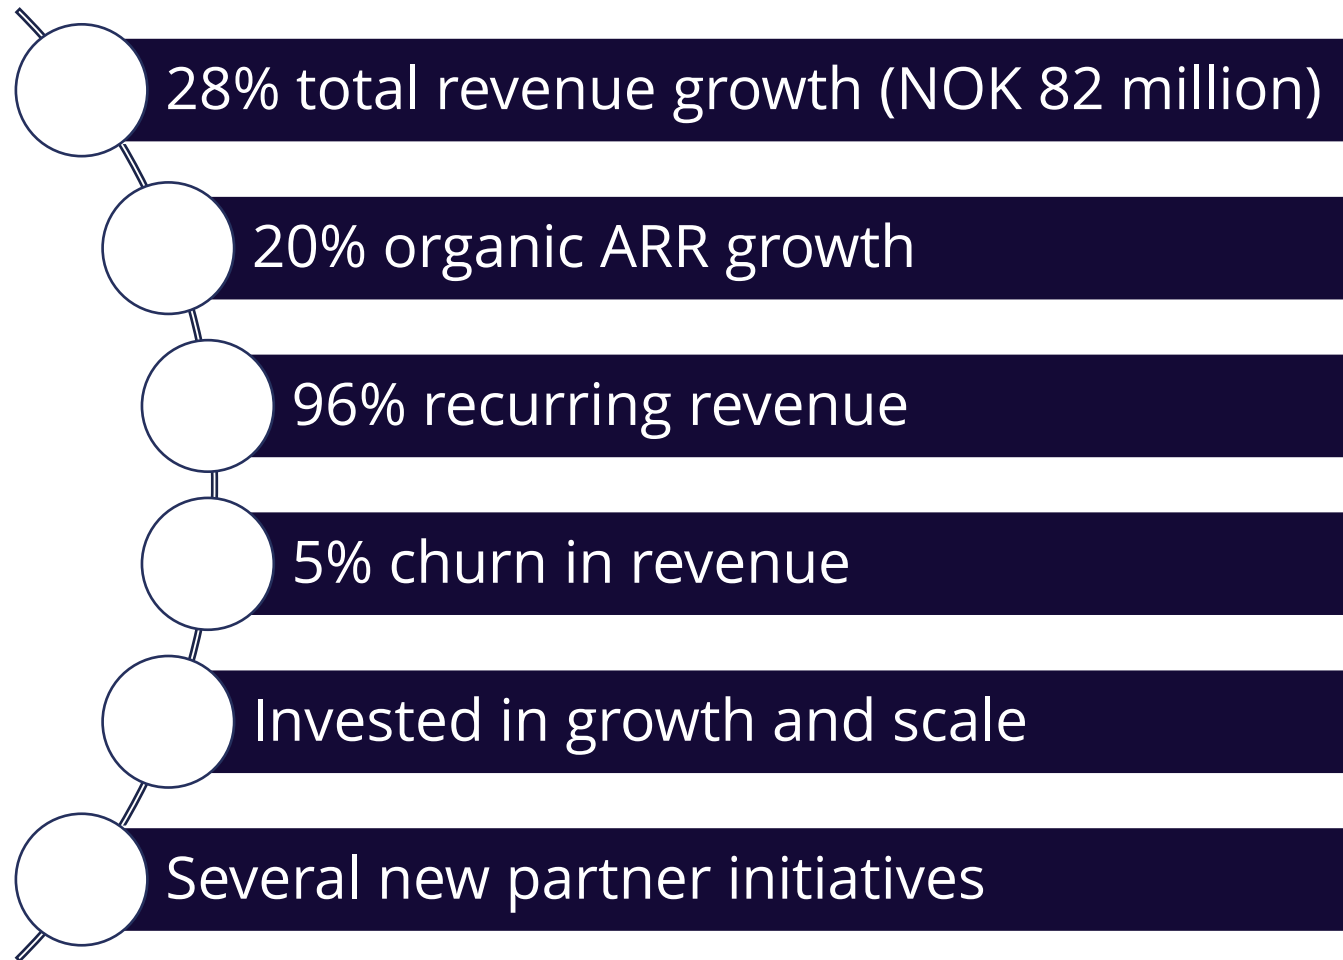 28% total revenue growth (NOK 82 million)
20% organic ARR growth
96% recurring revenue
5% churn in revenue
Invested in growth and scale
Several new partner initiatives